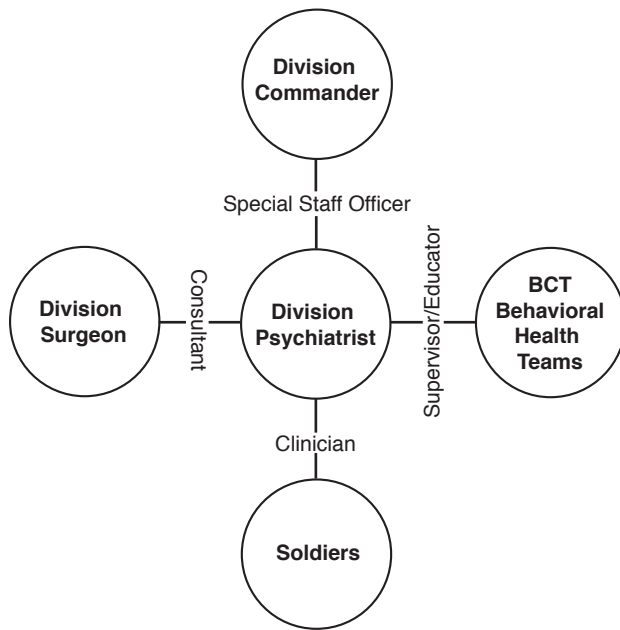 Division
Commander
Special Staff Officer
Division
Surgeon
Consultant
Division
Psychiatrist
Supervisor/Educator
BCT
Behavioral
Health
Teams
Clinician
Soldiers